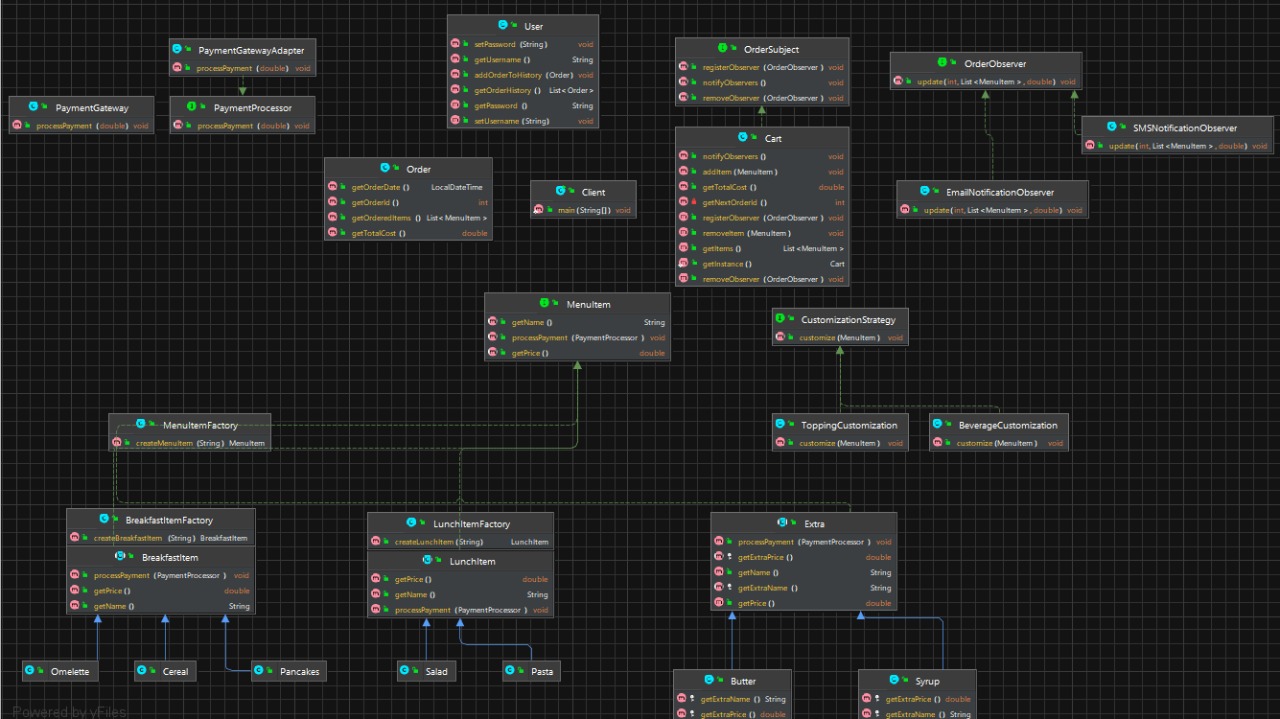 User
setPassword (String) void
getUsername () String
addOrderToHistory (Order) void
getOrderHistory () List < Order >
getPassword () String
setUsername (String) void
PaymentGatewayAdapter
processPayment (double) void
PaymentGateway
processPayment (double) void
PaymentProcessor
processPayment (double) void
OrderSubject
registerObserver (OrderObserver ) void
notifyObservers () void
removeObserver (OrderObserver ) void
OrderObserver
update(int, List <MenuItem > , double) void
SMSNotificationObserver
update(int, List <MenuItem > , double) void
EmailNotificationObserver
update(int, List <MenuItem > , double) void
Cart
notifyObservers () void
addItem (MenuItem ) void
getTotalCost () double
getNextOrderId () int
registerObserver (OrderObserver ) void
removeItem (MenuItem ) void
getItems () List <MenuItem >
getInstance () Cart
removeObserver (OrderObserver ) void
Order
getOrderDate () LocalDateTime
getOrderId () int
getOrderedItems () List <MenuItem >
getTotalCost () double
Client
main (String[]) void
MenuItem
getName () String
processPayment (PaymentProcessor ) void
getPrice () double
CustomizationStrategy
customize (MenuItem ) void
ToppingCustomization
customize (MenuItem ) void
BeverageCustomization
customize (MenuItem ) void
MenuItemFactory
createMenuItem (String) MenuItem
BreakfastItemFactory
createBreakfastItem (String) BreakfastItem
BreakfastItem
processPayment (PaymentProcessor ) void
getPrice () double
getName () String
LunchItemFactory
createLunchItem (String) LunchItem
LunchItem
getPrice () double
getName () String
processPayment (PaymentProcessor ) void
Extra
processPayment (PaymentProcessor ) void
getExtraPrice () double
getName () String
getExtraName () String
getPrice () double
Omelette
Cereal
Pancakes
Salad
Pasta
Butter
getExtraName () String
getExtraPrice () double
Syrup
getExtraPrice () double
getExtraName () String
Powered by yFiles